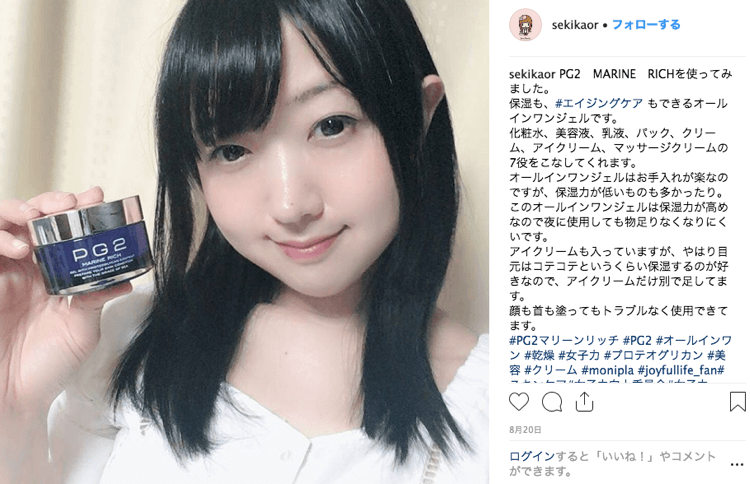 PG2
MARINE RICH
sekikaor • フォローする
sekikaor PG2　MARINE　RICHを使ってみ
ました。
保湿も、#エイジングケア もできるオール
インワンジェルです。
化粧水、美容液、乳液、パック、クリー
ム、アイクリーム、マッサージクリームの
7役をこなしてくれます。
オールインワンジェルはお手入れが楽なの
ですが、保湿力が低いものも多かったり。
このオールインワンジェルは保湿力が高め
なので夜に使用しても物足りなくなりにく
いです。
アイクリームも入っていますが、やはり目
元はコテコテというくらい保湿するのが好
きなので、アイクリームだけ別で足してま
す。
顔も首も塗ってもトラブルなく使用できて
ます。
#PG2マリーンリッチ #PG2 #オールインワ
ン #乾燥 #女子力 #プロテオグリカン #美
容 #クリーム #monipla #joyfullife_fan#
8月20日
ログインすると「いいね！」やコメント
ができます。